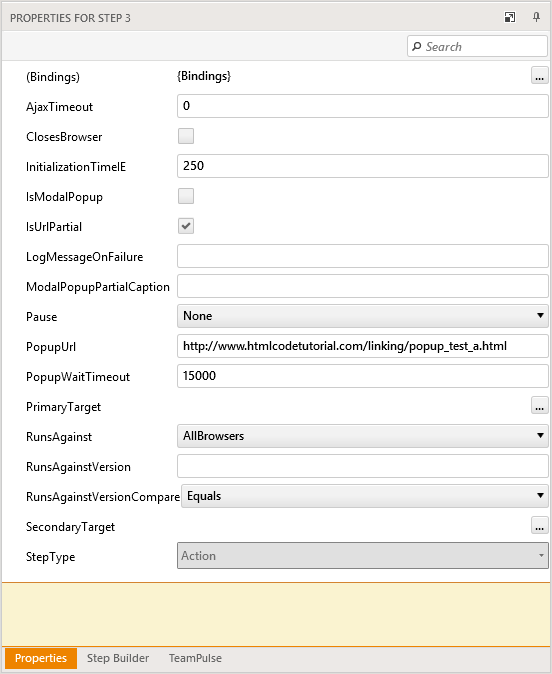 PROPERTIES FOR STEP 3
Search
(Bindings) {Bindings} ...
AjaxTimeout 0
ClosesBrowser
InitializationTimeIE 250
IsModalPopup
IsUrlPartial
LogMessageOnFailure
ModalPopupPartialCaption
Pause None
PopupUrl http://www.htmlcodetutorial.com/linking/popup_test_a.html
PopupWaitTimeout 15000
PrimaryTarget ...
RunsAgainst AllBrowsers
RunsAgainstVersion
RunsAgainstVersionCompare Equals
SecondaryTarget ...
StepType Action
Properties Step Builder TeamPulse